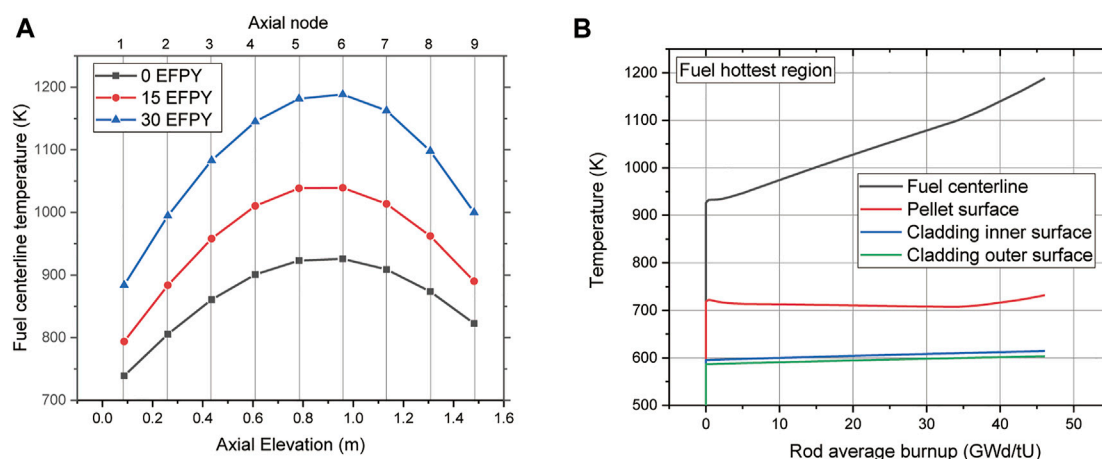 A
Axial node
1 2 3 4 5 6 7 8 9
0 EFPY
15 EFPY
30 EFPY
Fuel centerline temperature (K)
1200
1100
1000
900
800
700
0.0 0.2 0.4 0.6 0.8 1.0 1.2 1.4 1.6
Axial Elevation (m)
B
Fuel hottest region
Temperature (K)
1200
1100
1000
900
800
700
600
500
Fuel centerline
Pellet surface
Cladding inner surface
Cladding outer surface
0 10 20 30 40 50
Rod average burnup (GWd/tU)